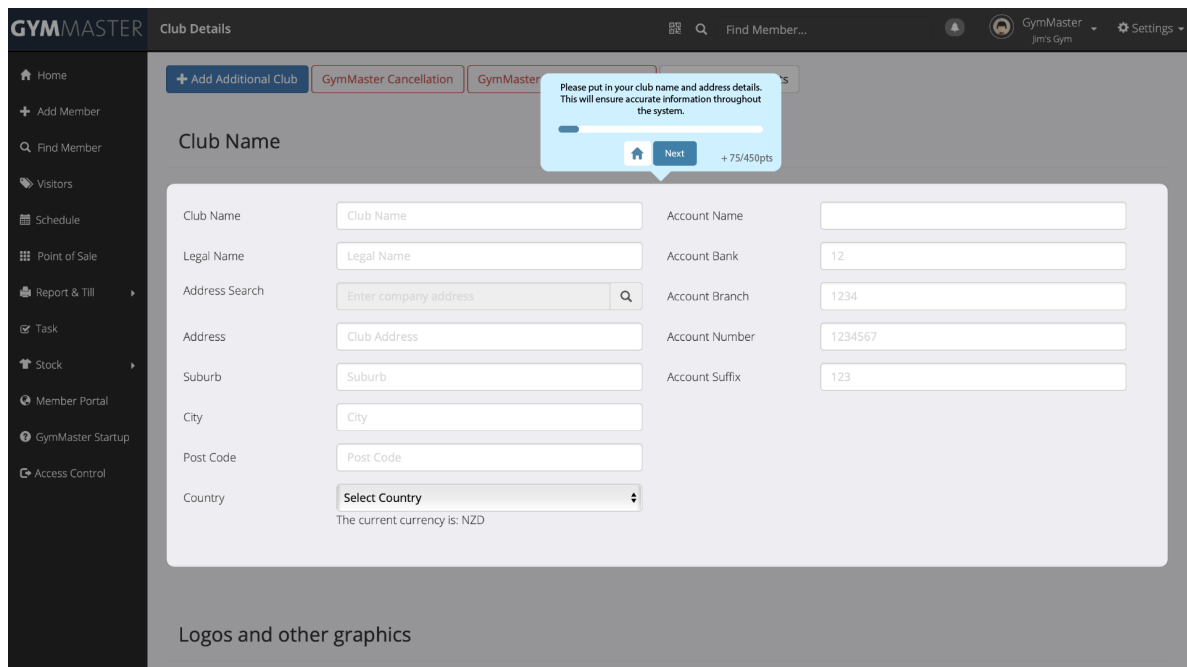 GYMMASTER
Club Details
Find Member...
GymMaster
Jim's Gym
Settings
Home
Add Member
Find Member
Visitors
Schedule
Point of Sale
Report & Till
Task
Stock
Member Portal
GymMaster Startup
Access Control
Add Additional Club
GymMaster Cancellation
GymMaster
Please put in your club name and address details.
This will ensure accurate information throughout
the system.
Next
+ 75/450pts
Club Name
Club Name
Club Name
Legal Name
Legal Name
Address Search
Enter company address
Address
Club Address
Suburb
Suburb
City
City
Post Code
Post Code
Country
Select Country
The current currency is: NZD
Account Name
Account Bank
12
Account Branch
1234
Account Number
1234567
Account Suffix
123
Logos and other graphics